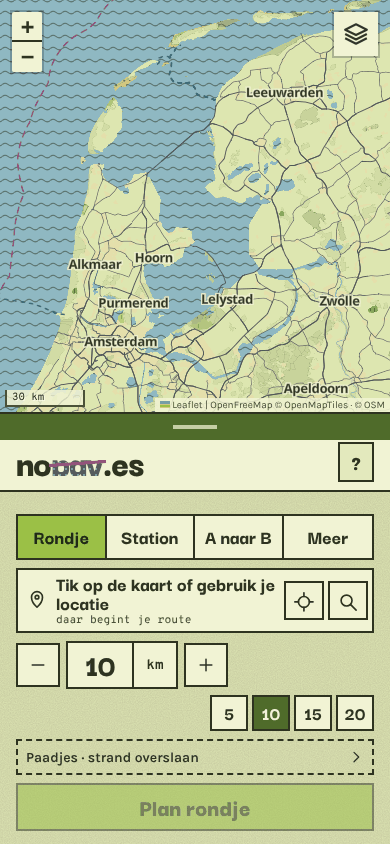 +
−
Leeuwarden
Alkmaar
Hoorn
Purmerend
Lelystad
Zwolle
Amsterdam
Apeldoorn
30 km
Leaflet | OpenFreeMap © OpenMapTiles · © OSM
nonav.es
?
Rondje
Station
A naar B
Meer
Tik op de kaart of gebruik je
locatie
daar begint je route
−
10
km
+
5
10
15
20
Paadjes · strand overslaan
Plan rondje